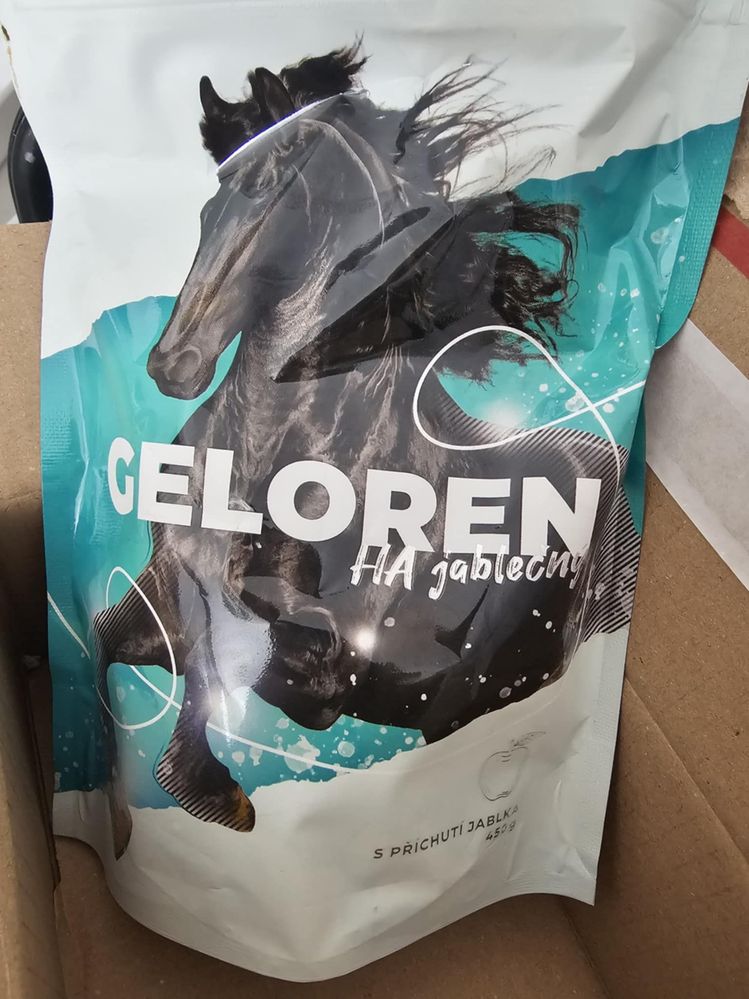 GELOREN
HA jablečný
S PŘÍCHUTÍ JABLKA
450 g